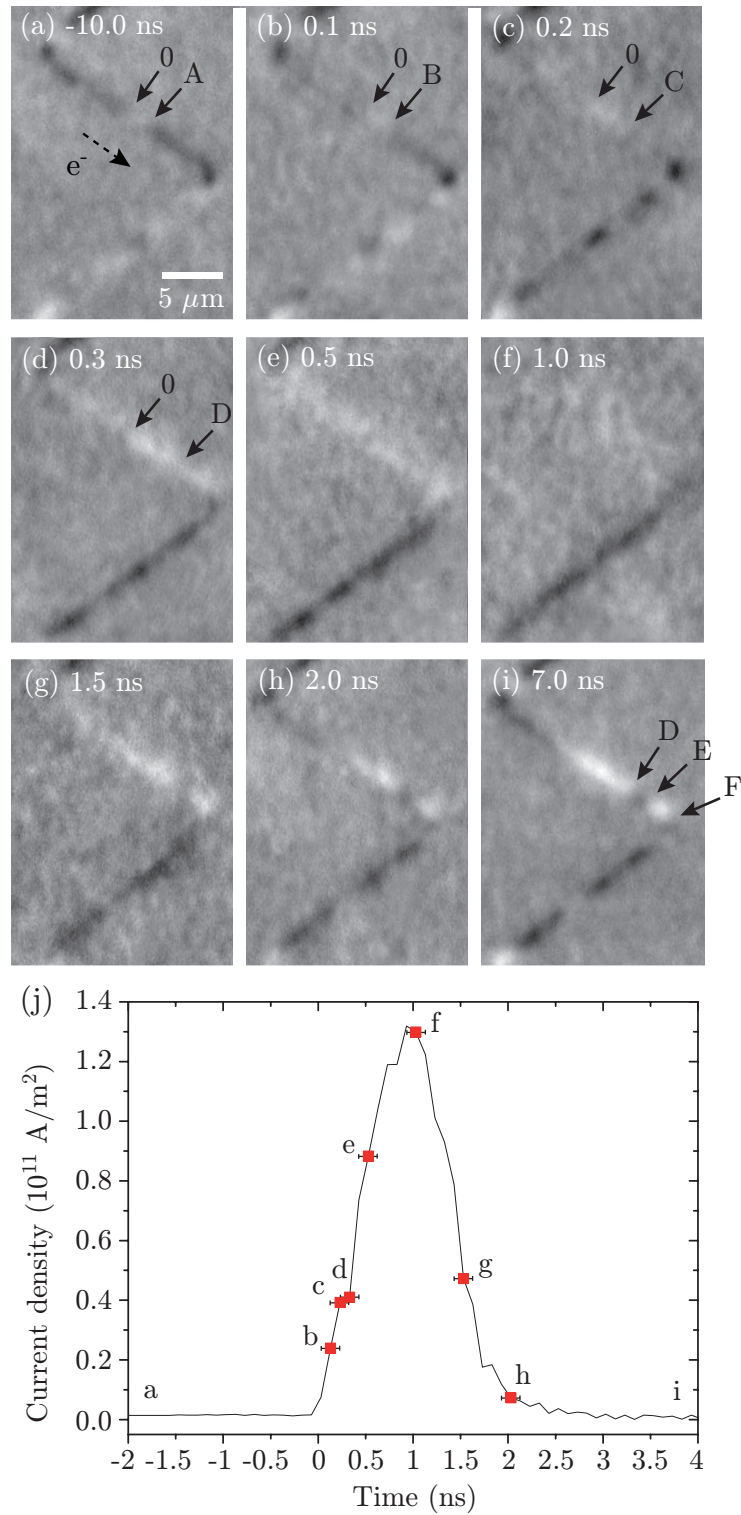 (a) -10.0 ns
0
A
e-
5 μm
(b) 0.1 ns
0
B
(c) 0.2 ns
0
C
(d) 0.3 ns
0
D
(e) 0.5 ns
(f) 1.0 ns
(g) 1.5 ns
(h) 2.0 ns
(i) 7.0 ns
D
E
F
(j)
1.4
1.2
1.0
0.8
0.6
0.4
0.2
0.0
Current density (10¹¹ A/m²)
a
b
c
d
e
f
g
h
i
-2 -1.5 -1 -0.5 0 0.5 1 1.5 2 2.5 3 3.5 4
Time (ns)